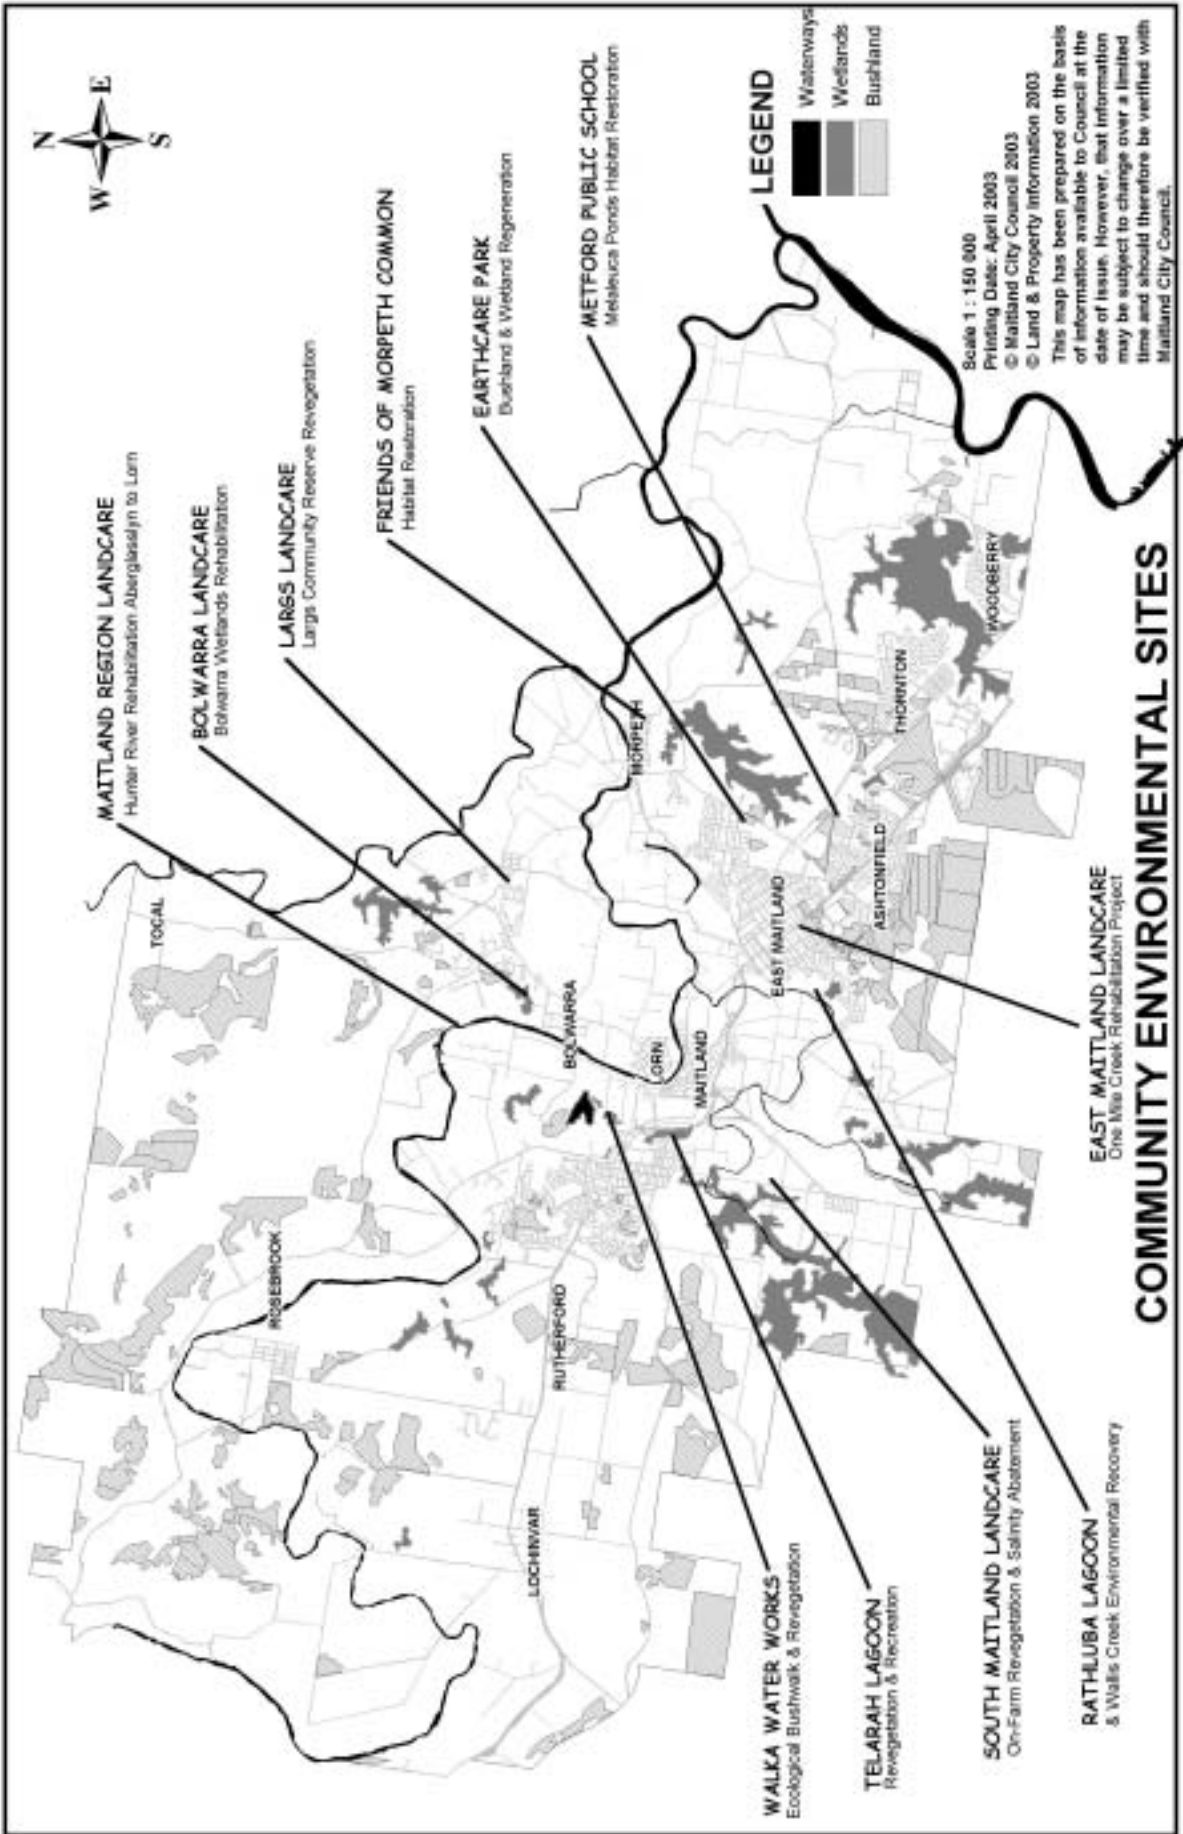 N
W
E
S
MAITLAND REGION LANDCARE
Hunter River Rehabilitation Aberglasslyn to Lorn
BOLWARRA LANDCARE
Bolwarra Wetlands Rehabilitation
LARGS LANDCARE
Largs Community Reserve Revegetation
FRIENDS OF MORPETH COMMON
Habitat Restoration
EARTHCARE PARK
Bushland & Wetland Regeneration
METFORD PUBLIC SCHOOL
Melaleuca Ponds Habitat Restoration
LEGEND
Waterways
Wetlands
Bushland
Scale 1 : 150 000
Printing Date: April 2003
© Maitland City Council 2003
© Land & Property Information 2003
This map has been prepared on the basis
of information available to Council at the
date of issue. However, that information
may be subject to change over a limited
time and should therefore be verified with
Maitland City Council.
TOCAL
ROSEBROOK
BOLWARRA
MORPETH
LORN
MAITLAND
RUTHERFORD
LOCHINVAR
EAST MAITLAND
ASHTONFIELD
THORNTON
WOODBERRY
WALKA WATER WORKS
Ecological Bushwalk & Revegetation
TELARAH LAGOON
Revegetation & Recreation
SOUTH MAITLAND LANDCARE
On-Farm Revegetation & Salinity Abatement
RATHLUBA LAGOON
& Wallis Creek Environmental Recovery
EAST MAITLAND LANDCARE
One Mile Creek Rehabilitation Project
COMMUNITY ENVIRONMENTAL SITES